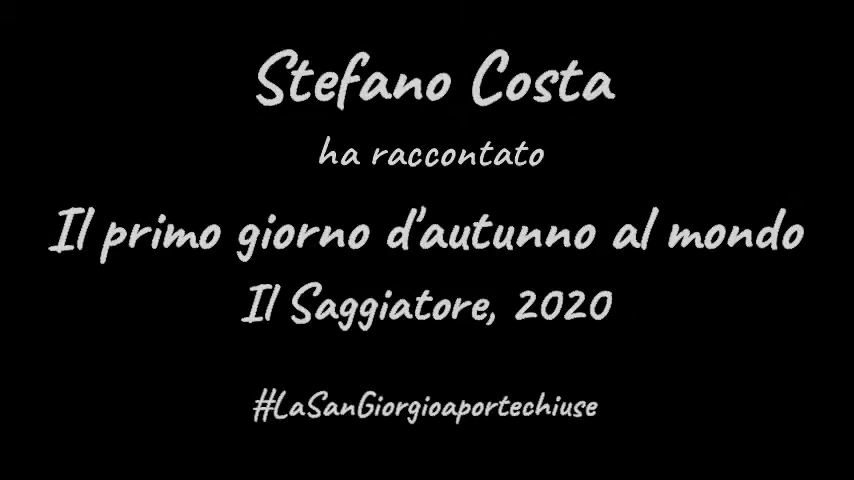 Stefano Costa
ha raccontato
Il primo giorno d'autunno al mondo
Il Saggiatore, 2020
#LaSanGiorgioaportechiuse